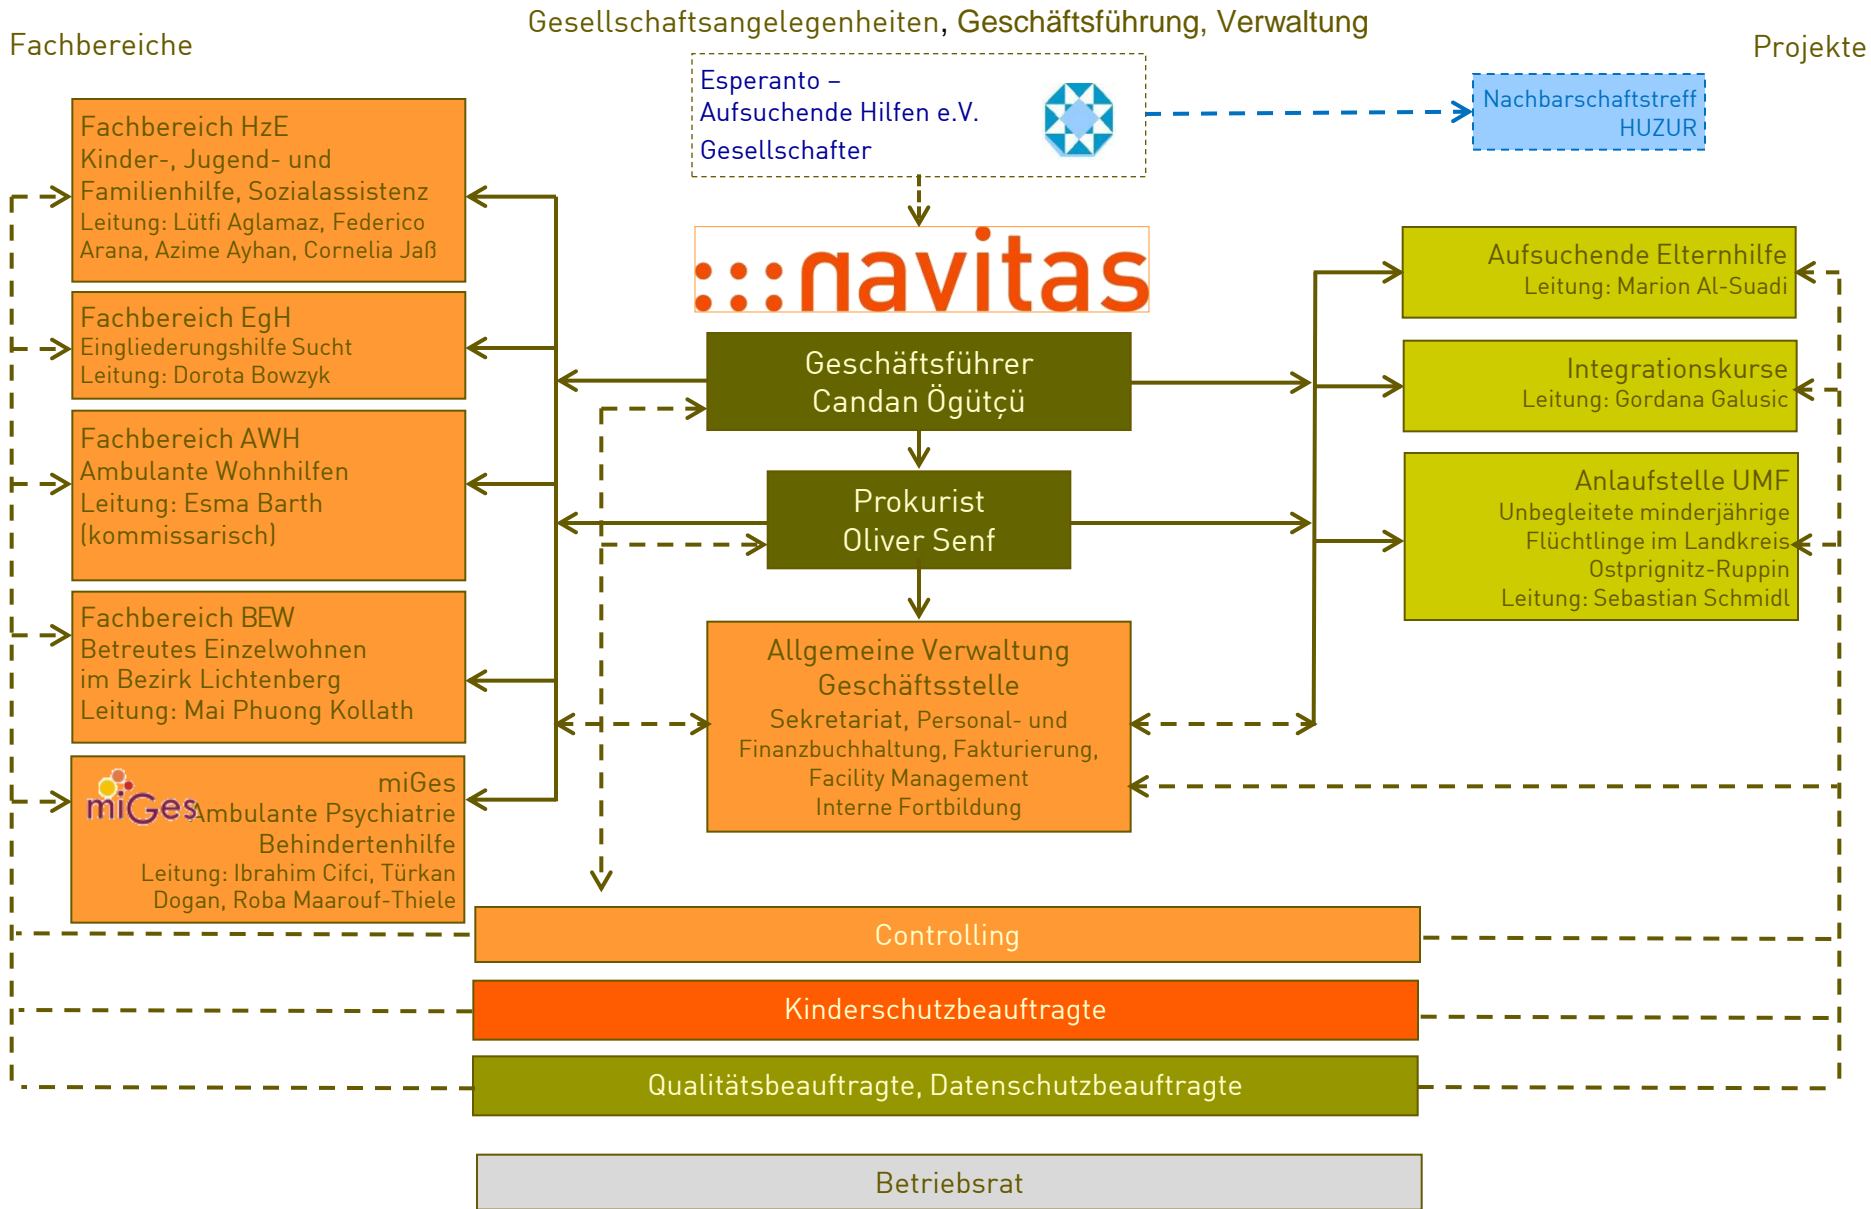 Gesellschaftsangelegenheiten, Geschäftsführung, Verwaltung
Fachbereiche
Projekte
Esperanto –
Aufsuchende Hilfen e.V.
Gesellschafter
Nachbarschaftstreff
HUZUR
Fachbereich HzE
Kinder-, Jugend- und
Familienhilfe, Sozialassistenz
Leitung: Lütfi Aglamaz, Federico
Arana, Azime Ayhan, Cornelia Jaß
Fachbereich EgH
Eingliederungshilfe Sucht
Leitung: Dorota Bowzyk
Fachbereich AWH
Ambulante Wohnhilfen
Leitung: Esma Barth
(kommissarisch)
Fachbereich BEW
Betreutes Einzelwohnen
im Bezirk Lichtenberg
Leitung: Mai Phuong Kollath
miGes
miGes
Ambulante Psychiatrie
Behindertenhilfe
Leitung: Ibrahim Cifci, Türkan
Dogan, Roba Maarouf-Thiele
:::navitas
Geschäftsführer
Candan Ögütçü
Prokurist
Oliver Senf
Allgemeine Verwaltung
Geschäftsstelle
Sekretariat, Personal- und
Finanzbuchhaltung, Fakturierung,
Facility Management
Interne Fortbildung
Aufsuchende Elternhilfe
Leitung: Marion Al-Suadi
Integrationskurse
Leitung: Gordana Galusic
Anlaufstelle UMF
Unbegleitete minderjährige
Flüchtlinge im Landkreis
Ostprignitz-Ruppin
Leitung: Sebastian Schmidl
Controlling
Kinderschutzbeauftragte
Qualitätsbeauftragte, Datenschutzbeauftragte
Betriebsrat